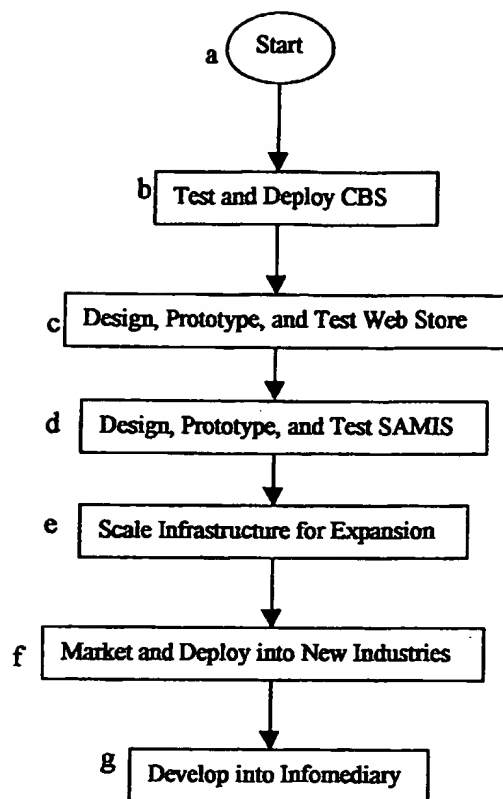 a Start
b Test and Deploy CBS
c Design, Prototype, and Test Web Store
d Design, Prototype, and Test SAMIS
e Scale Infrastructure for Expansion
f Market and Deploy into New Industries
g Develop into Infomediary